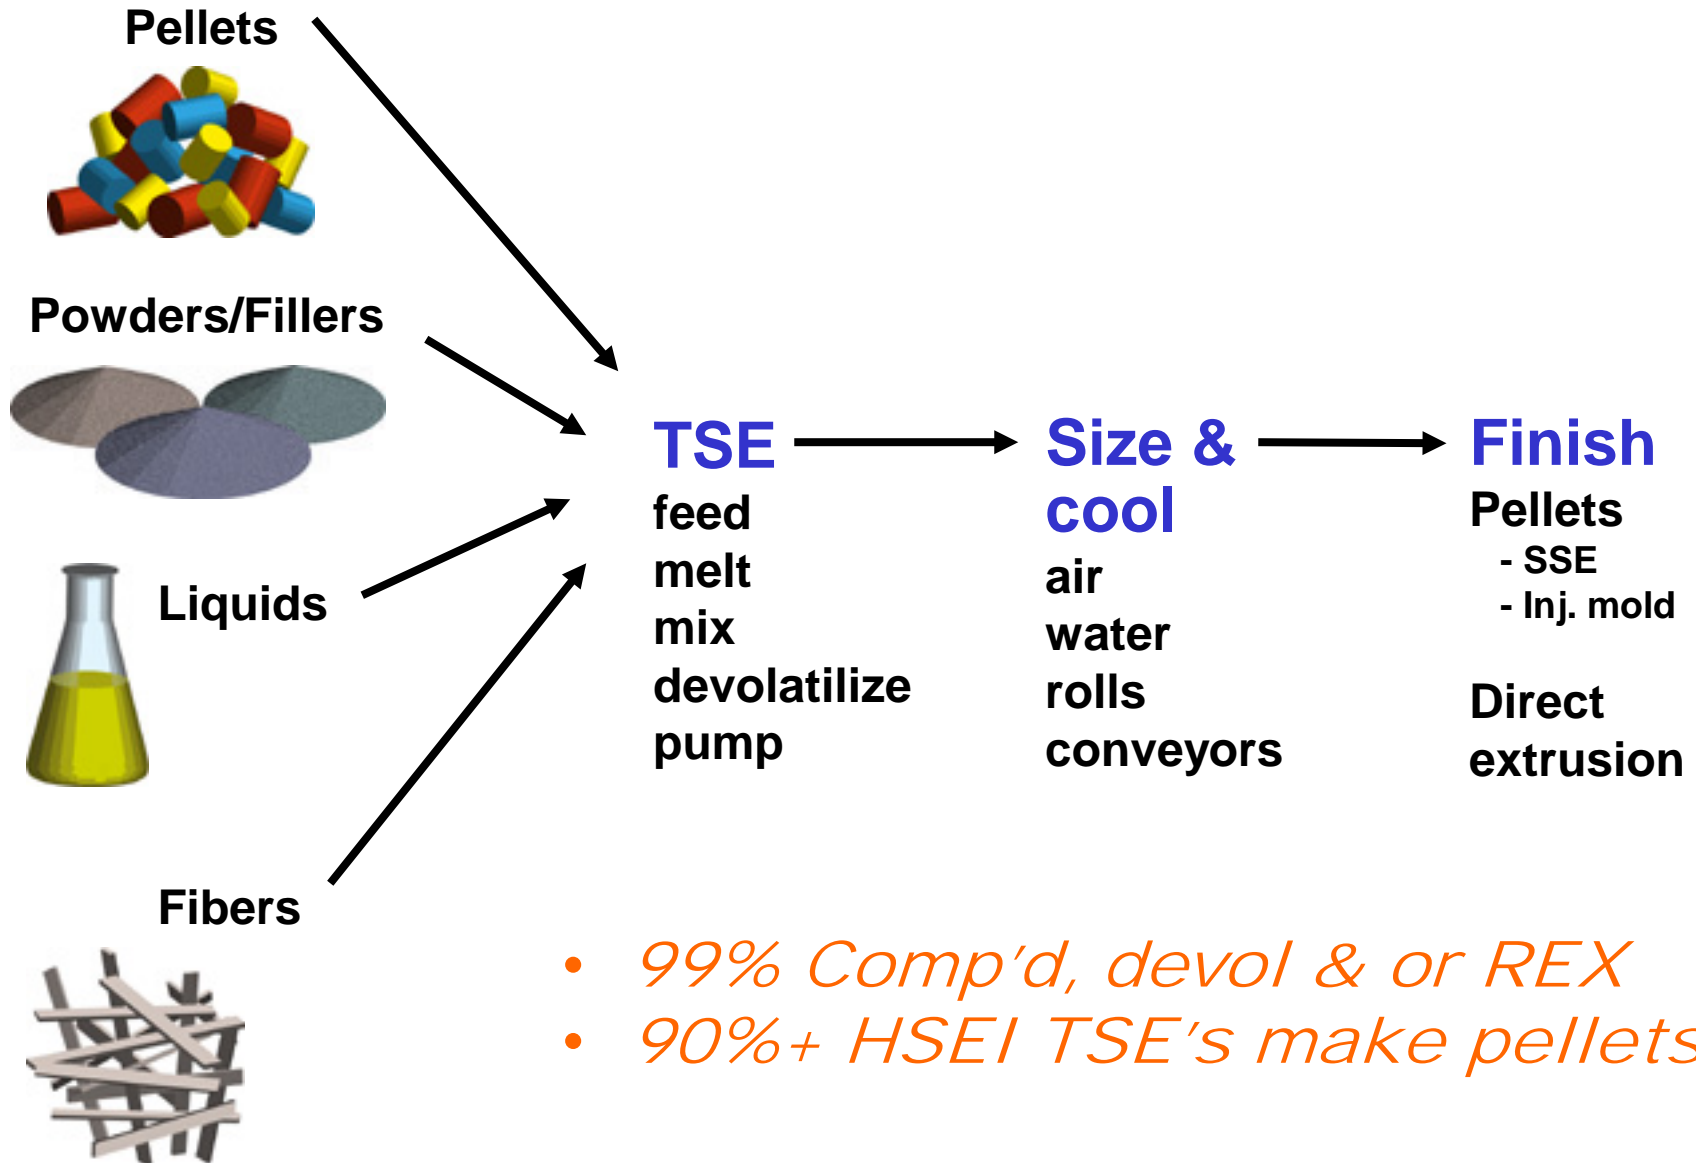 Pellets
Powders/Fillers
Liquids
Fibers
TSE
feed
melt
mix
devolatilize
pump
Size &
cool
air
water
rolls
conveyors
Finish
Pellets
- SSE
- Inj. mold
Direct
extrusion
• 99% Comp'd, devol & or REX
• 90%+ HSEI TSE's make pellets